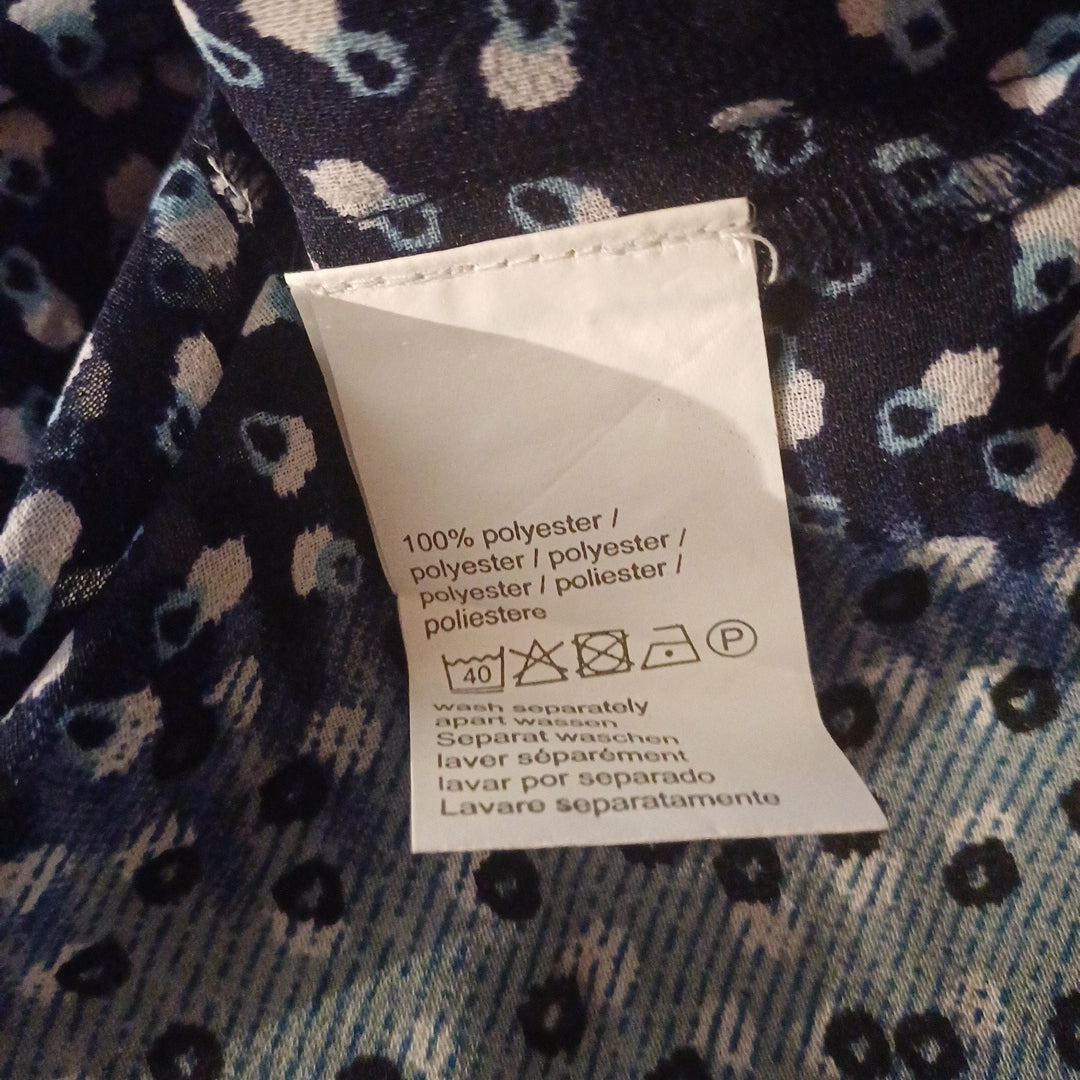 100% polyester /
polyester / polyester /
polyester / poliester /
poliestere
40 P
wash separately
apart wassen
Separat waschen
laver séparément
lavar por separado
Lavare separatamente